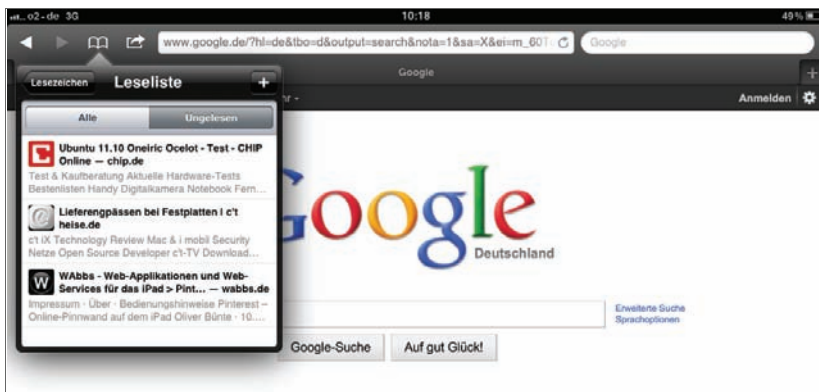 o2-de 3G 10:18 49%
www.google.de/?hl=de&tbo=d&output=search&nota=1&sa=X&ei=m_60T
Google
Lesezeichen Leseliste +
Google
+
Anmelden
Alle Ungelesen
Ubuntu 11.10 Oneiric Ocelot - Test - CHIP
Online — chip.de
Test & Kaufberatung Aktuelle Hardware-Tests
Bestenlisten Handy Digitalkamera Notebook Fern...
Lieferengpässen bei Festplatten | c't
heise.de
c't iX Technology Review Mac & i mobil Security
Netze Open Source Developer c't-TV Download...
WAbbs - Web-Applikationen und Web-
Services für das iPad > Pint... — wabbs.de
Impressum · Über · Bedienungshinweise Pinterest –
Online-Pinnwand auf dem iPad Oliver Bünte · 10....
Google
Deutschland
Erweiterte Suche
Sprachoptionen
Google-Suche Auf gut Glück!